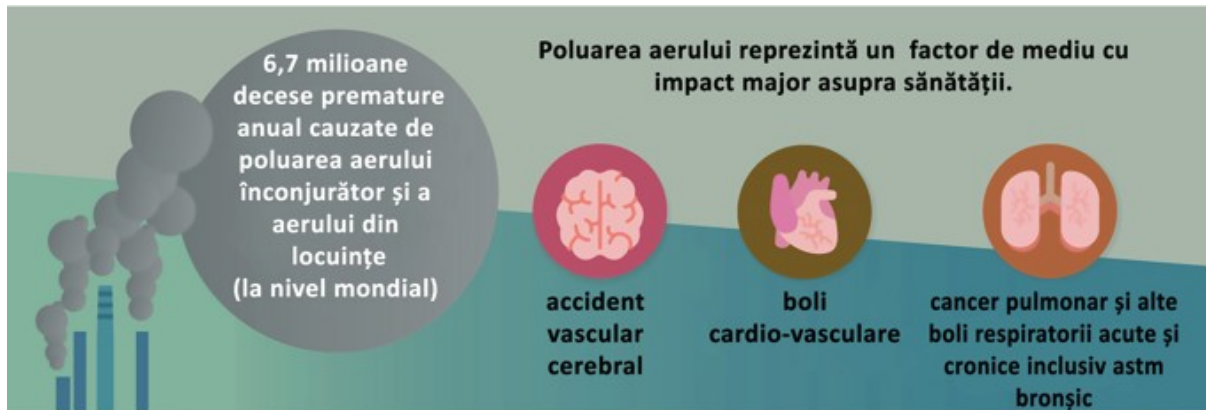 6,7 milioane
decese premature
anual cauzate de
poluarea aerului
înconjurător și a
aerului din
locuințe
(la nivel mondial)
Poluarea aerului reprezintă un factor de mediu cu
impact major asupra sănătății.
accident
vascular
cerebral
boli
cardio-vasculare
cancer pulmonar și alte
boli respiratorii acute și
cronice inclusiv astm
bronșic